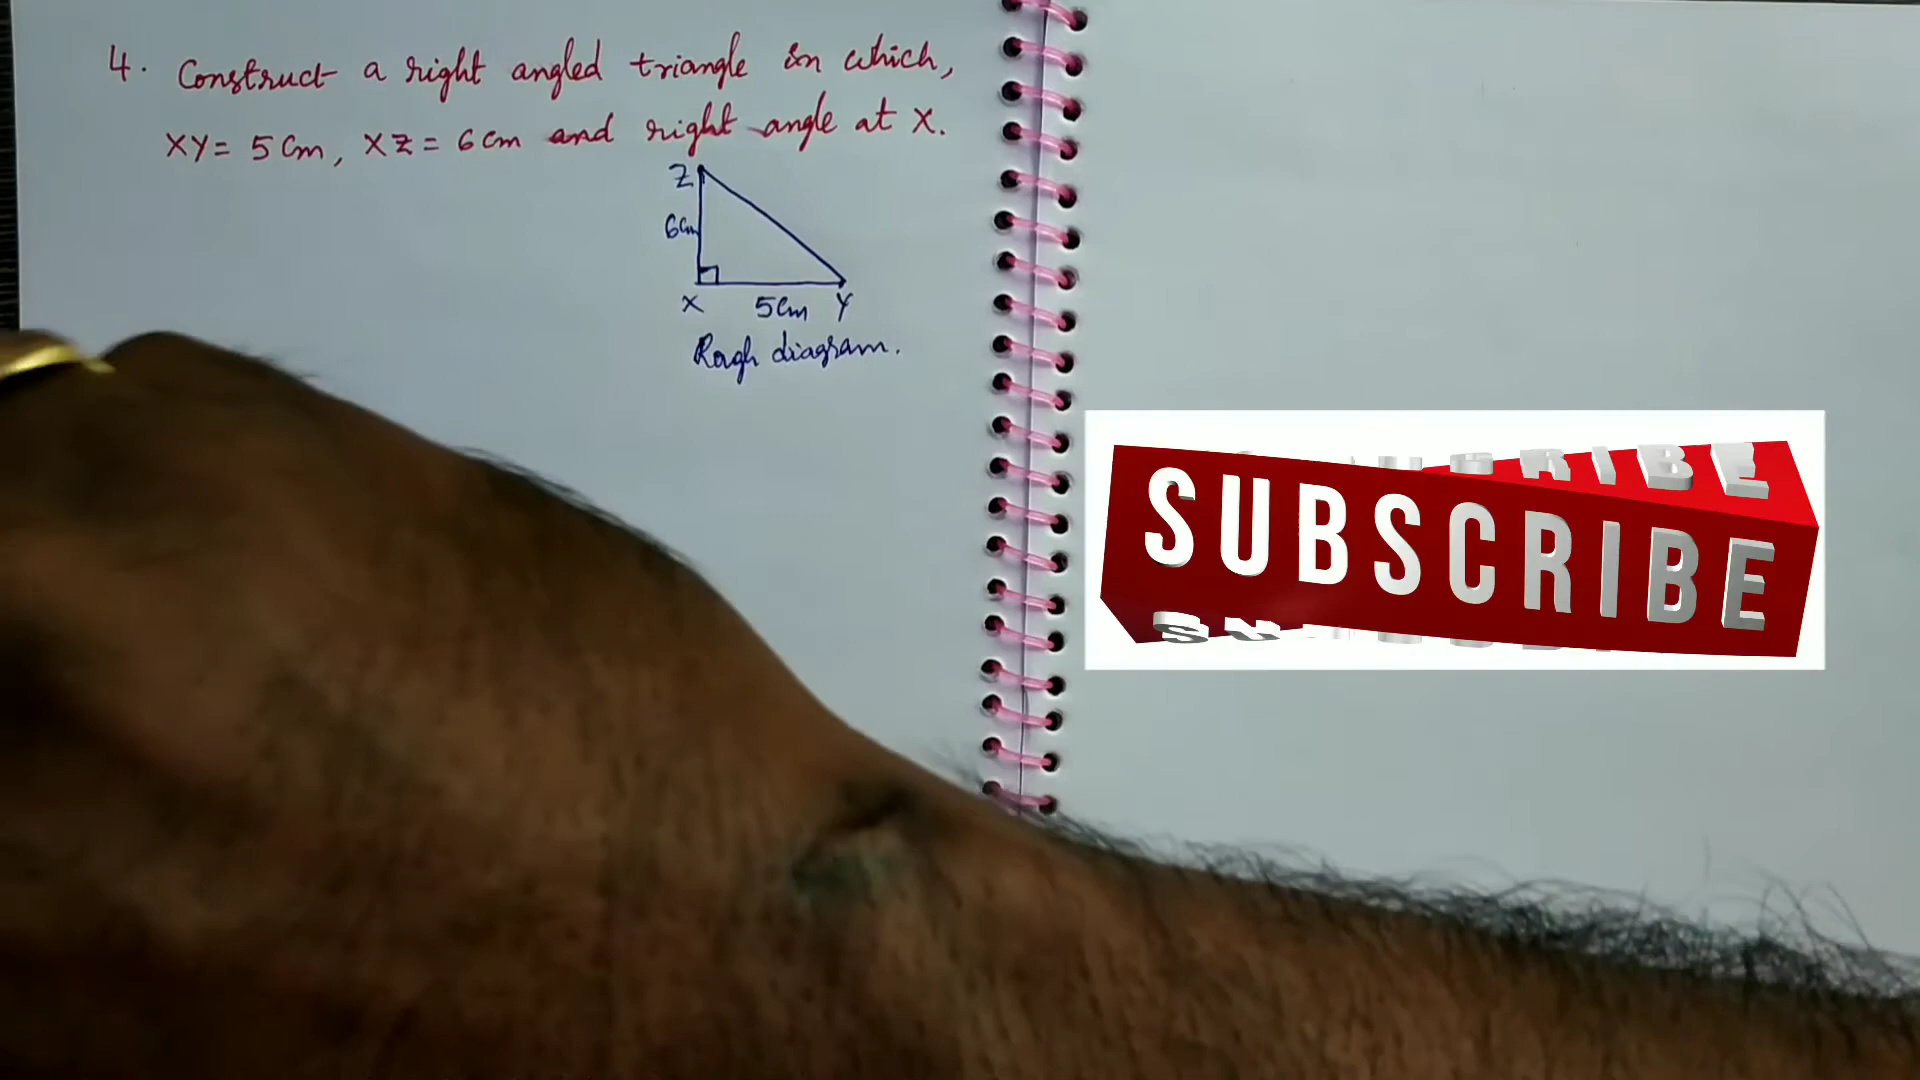 4. Construct a right angled triangle in which,
XY = 5 Cm, XZ = 6 Cm and right angle at X.
Z
6Cm
X 5Cm Y
Rough diagram.
SUBSCRIBE